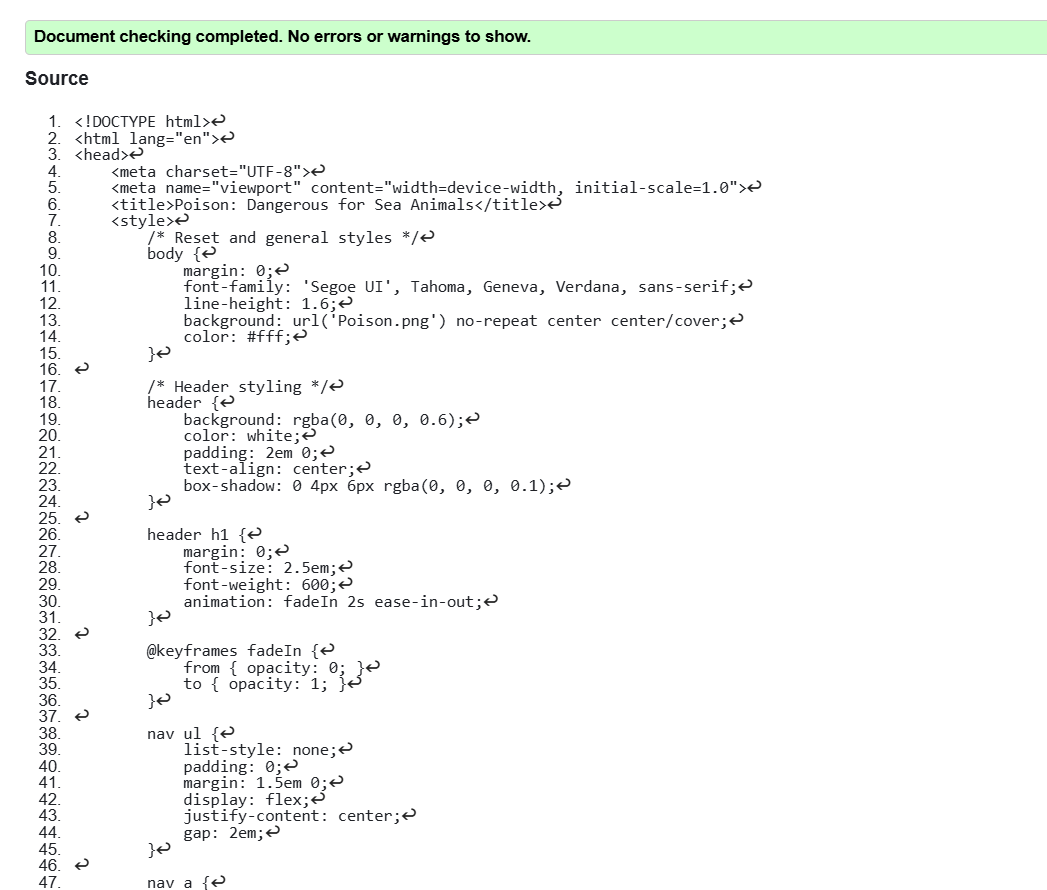 Document checking completed. No errors or warnings to show.
Source
1. <!DOCTYPE html>↩
2. <html lang="en">↩
3. <head>↩
4.     <meta charset="UTF-8">↩
5.     <meta name="viewport" content="width=device-width, initial-scale=1.0">↩
6.     <title>Poison: Dangerous for Sea Animals</title>↩
7.     <style>↩
8.         /* Reset and general styles */↩
9.         body {↩
10.             margin: 0;↩
11.             font-family: 'Segoe UI', Tahoma, Geneva, Verdana, sans-serif;↩
12.             line-height: 1.6;↩
13.             background: url('Poison.png') no-repeat center center/cover;↩
14.             color: #fff;↩
15.         }↩
16. ↩
17.         /* Header styling */↩
18.         header {↩
19.             background: rgba(0, 0, 0, 0.6);↩
20.             color: white;↩
21.             padding: 2em 0;↩
22.             text-align: center;↩
23.             box-shadow: 0 4px 6px rgba(0, 0, 0, 0.1);↩
24.         }↩
25. ↩
26.         header h1 {↩
27.             margin: 0;↩
28.             font-size: 2.5em;↩
29.             font-weight: 600;↩
30.             animation: fadeIn 2s ease-in-out;↩
31.         }↩
32. ↩
33.         @keyframes fadeIn {↩
34.             from { opacity: 0; }↩
35.             to { opacity: 1; }↩
36.         }↩
37. ↩
38.         nav ul {↩
39.             list-style: none;↩
40.             padding: 0;↩
41.             margin: 1.5em 0;↩
42.             display: flex;↩
43.             justify-content: center;↩
44.             gap: 2em;↩
45.         }↩
46. ↩
47.         nav a {↩